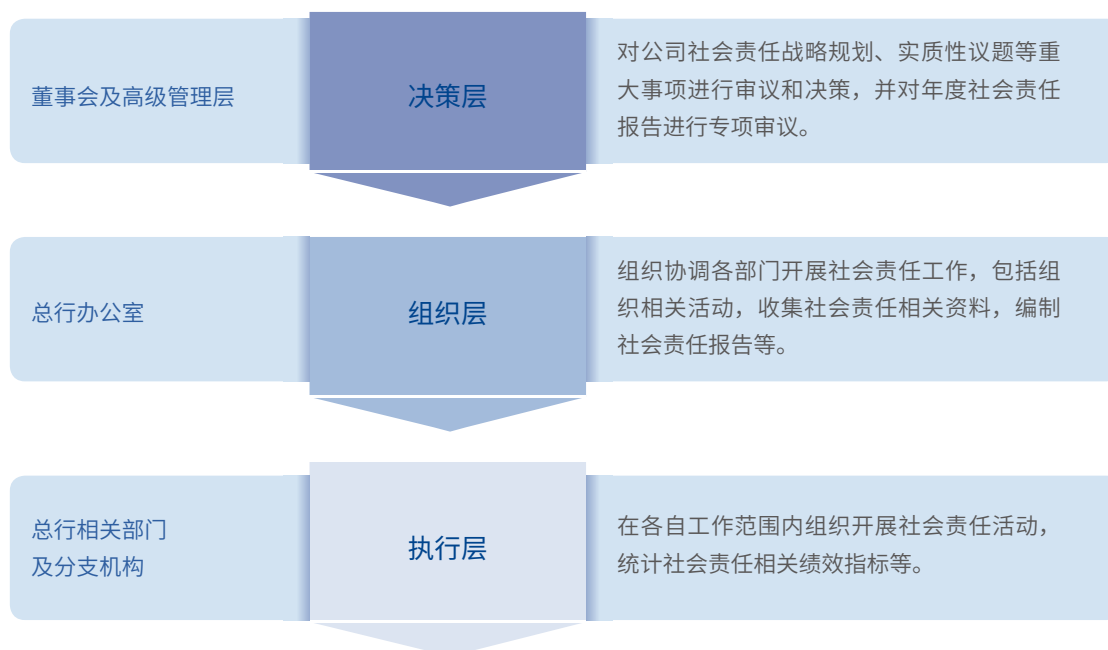 董事会及高级管理层
决策层
对公司社会责任战略规划、实质性议题等重
大事项进行审议和决策，并对年度社会责任
报告进行专项审议。
总行办公室
组织层
组织协调各部门开展社会责任工作，包括组
织相关活动，收集社会责任相关资料，编制
社会责任报告等。
总行相关部门
及分支机构
执行层
在各自工作范围内组织开展社会责任活动，
统计社会责任相关绩效指标等。